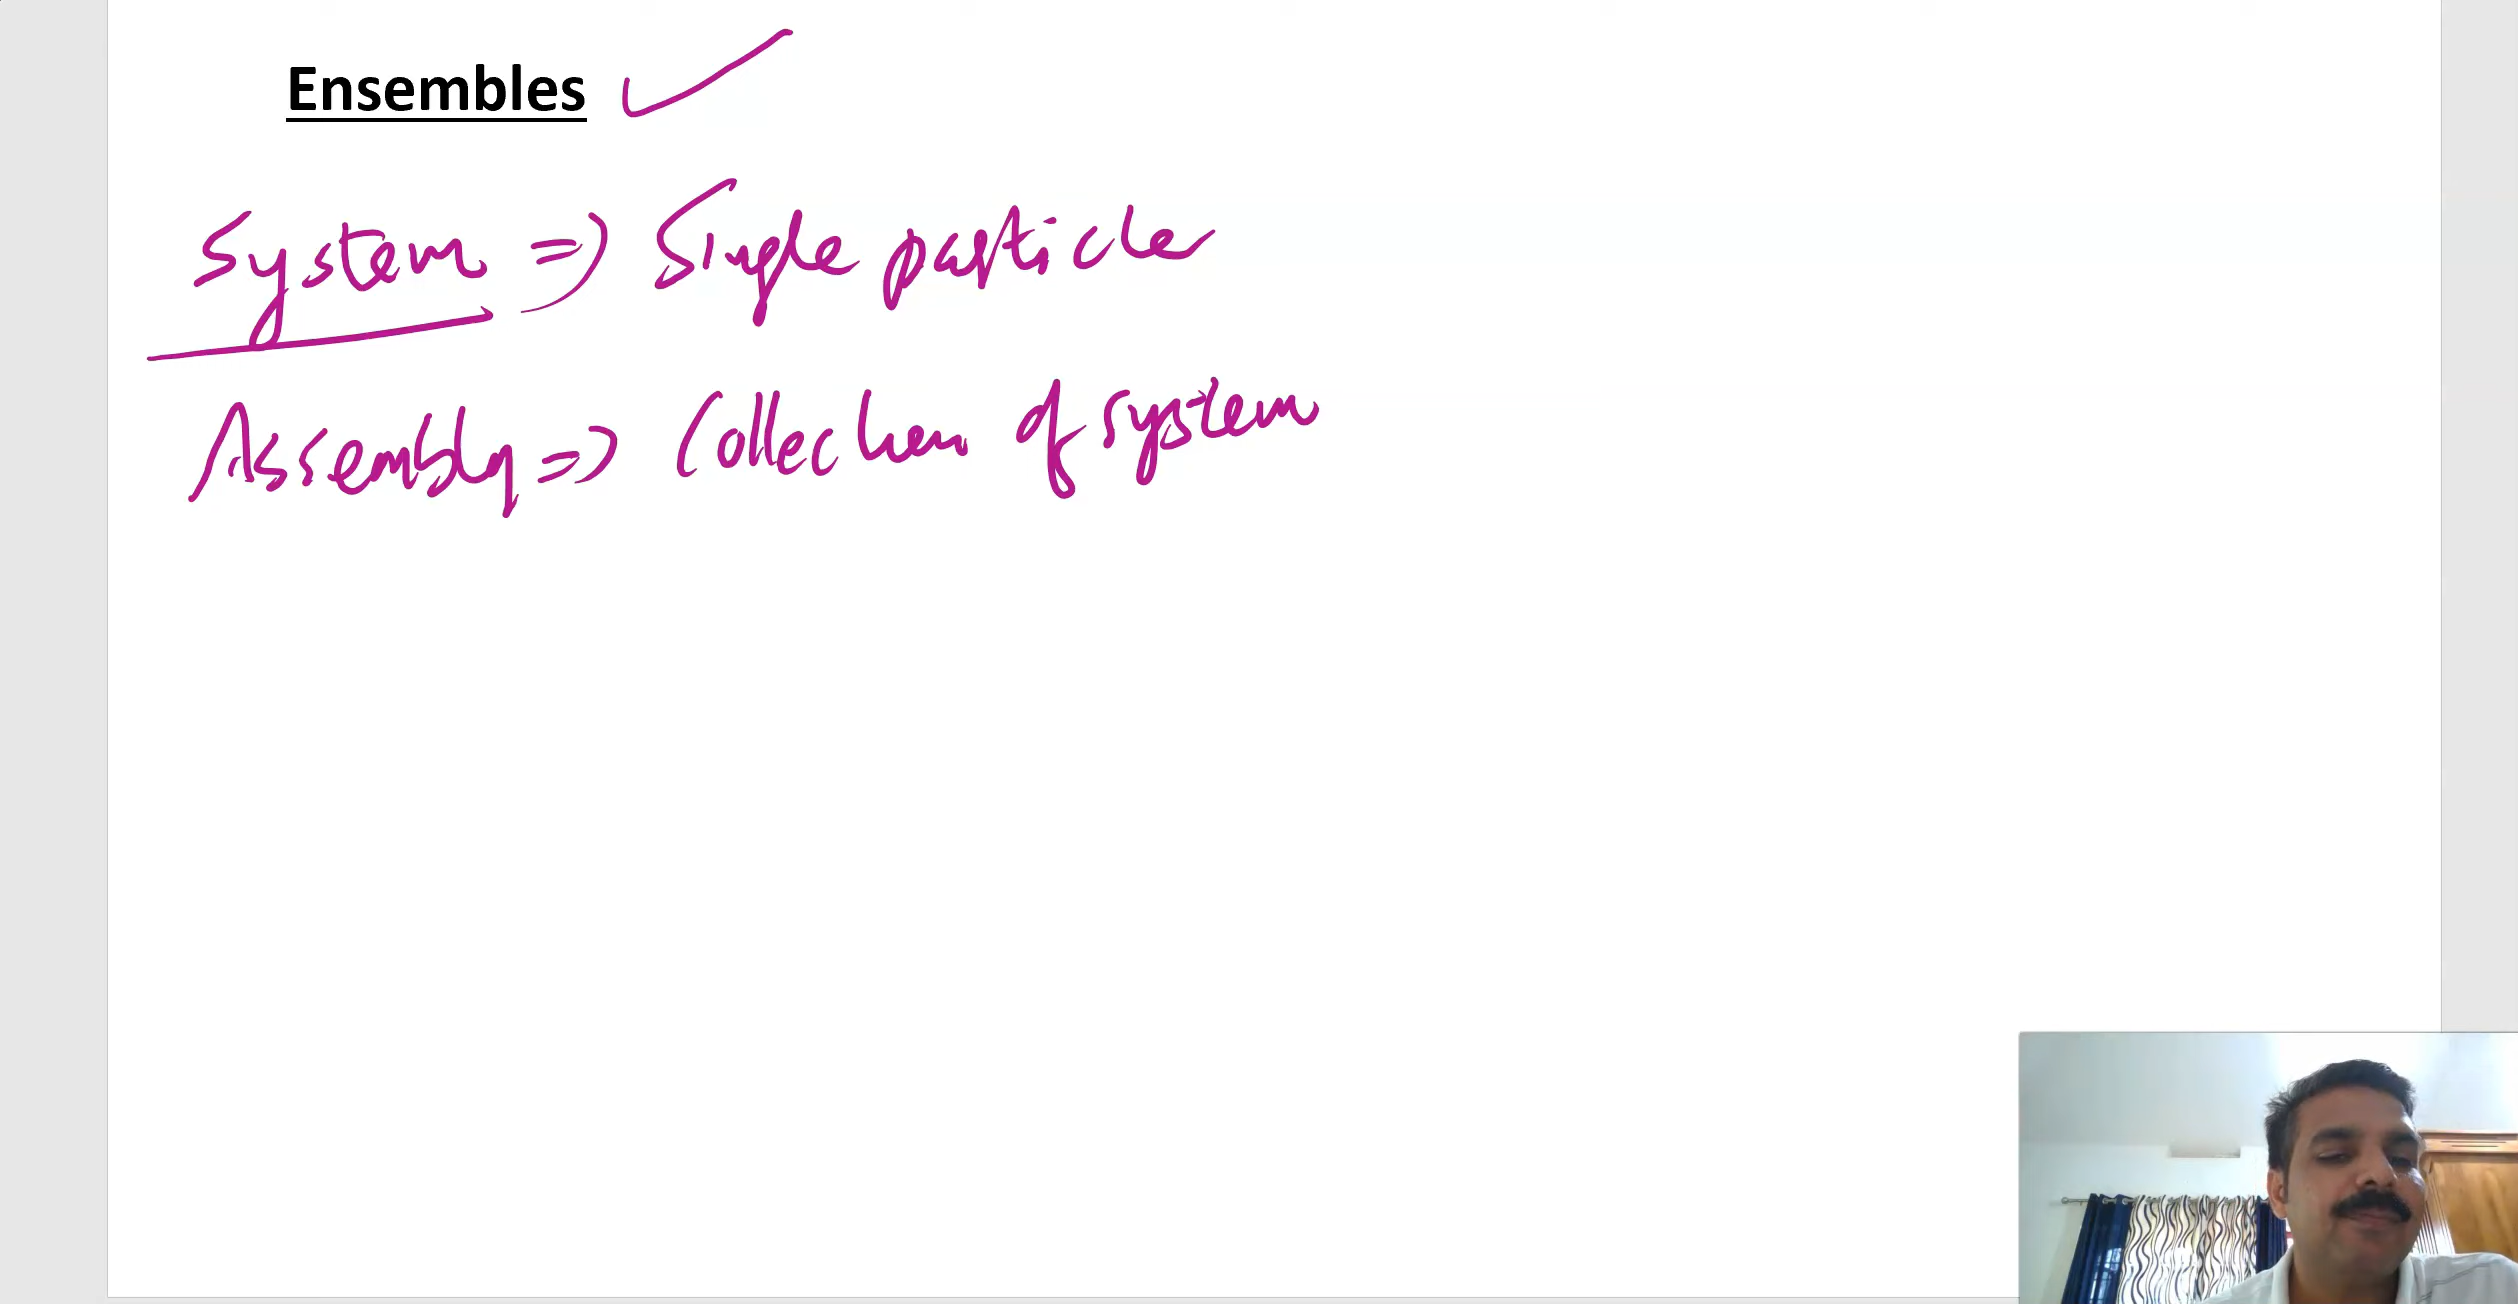 Ensembles
System => Single particle
Assembly => Collection of system